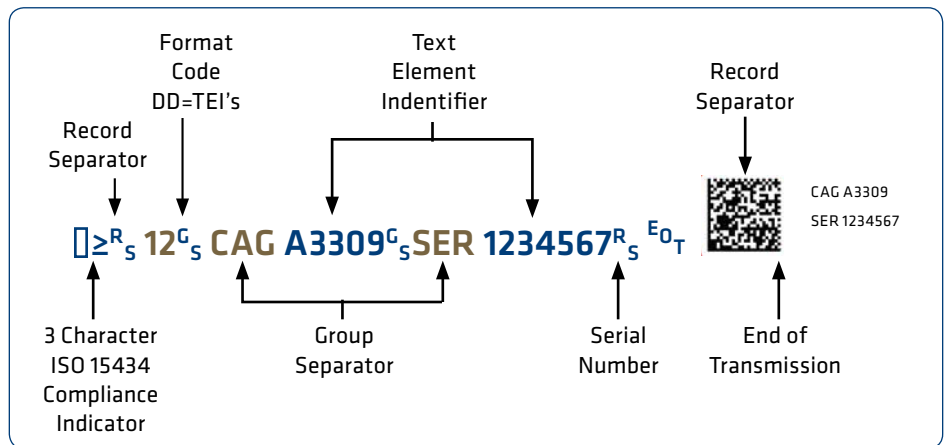 Format
Code
DD=TEI's
Text
Element
Indentifier
Record
Separator
Record
Separator
CAG A3309
SER 1234567
[]≥ᴿS 12ᴳS CAG A3309ᴳSSER 1234567ᴿS ᴱOT
3 Character
ISO 15434
Compliance
Indicator
Group
Separator
Serial
Number
End of
Transmission